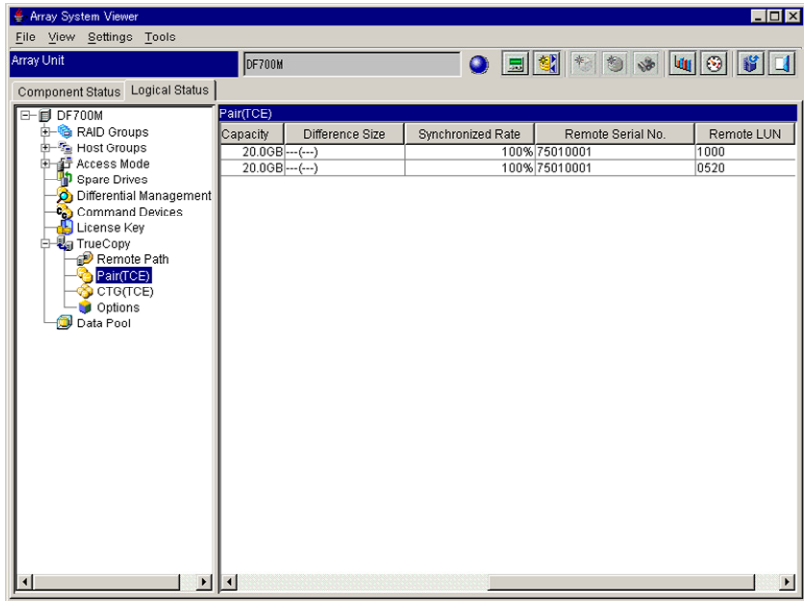 Array System Viewer
File View Settings Tools
Array Unit DF700M
Component Status Logical Status
DF700M
RAID Groups
Host Groups
Access Mode
Spare Drives
Differential Management
Command Devices
License Key
TrueCopy
Remote Path
Pair(TCE)
CTG(TCE)
Options
Data Pool
Pair(TCE)
Capacity Difference Size Synchronized Rate Remote Serial No. Remote LUN
20.0GB ---(---) 100% 75010001 1000
20.0GB ---(---) 100% 75010001 0520